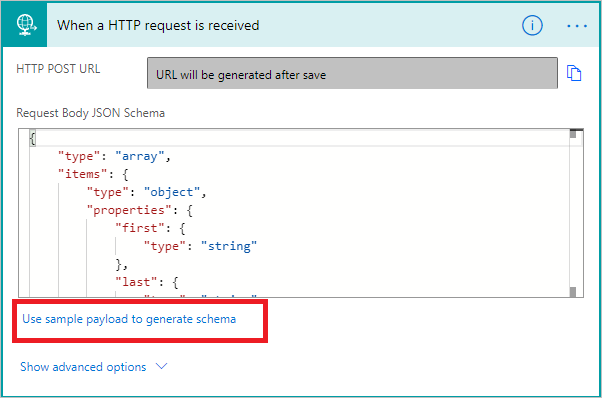 When a HTTP request is received
HTTP POST URL
URL will be generated after save
Request Body JSON Schema
{
"type": "array",
"items": {
"type": "object",
"properties": {
"first": {
"type": "string"
},
"last": {
Use sample payload to generate schema
Show advanced options